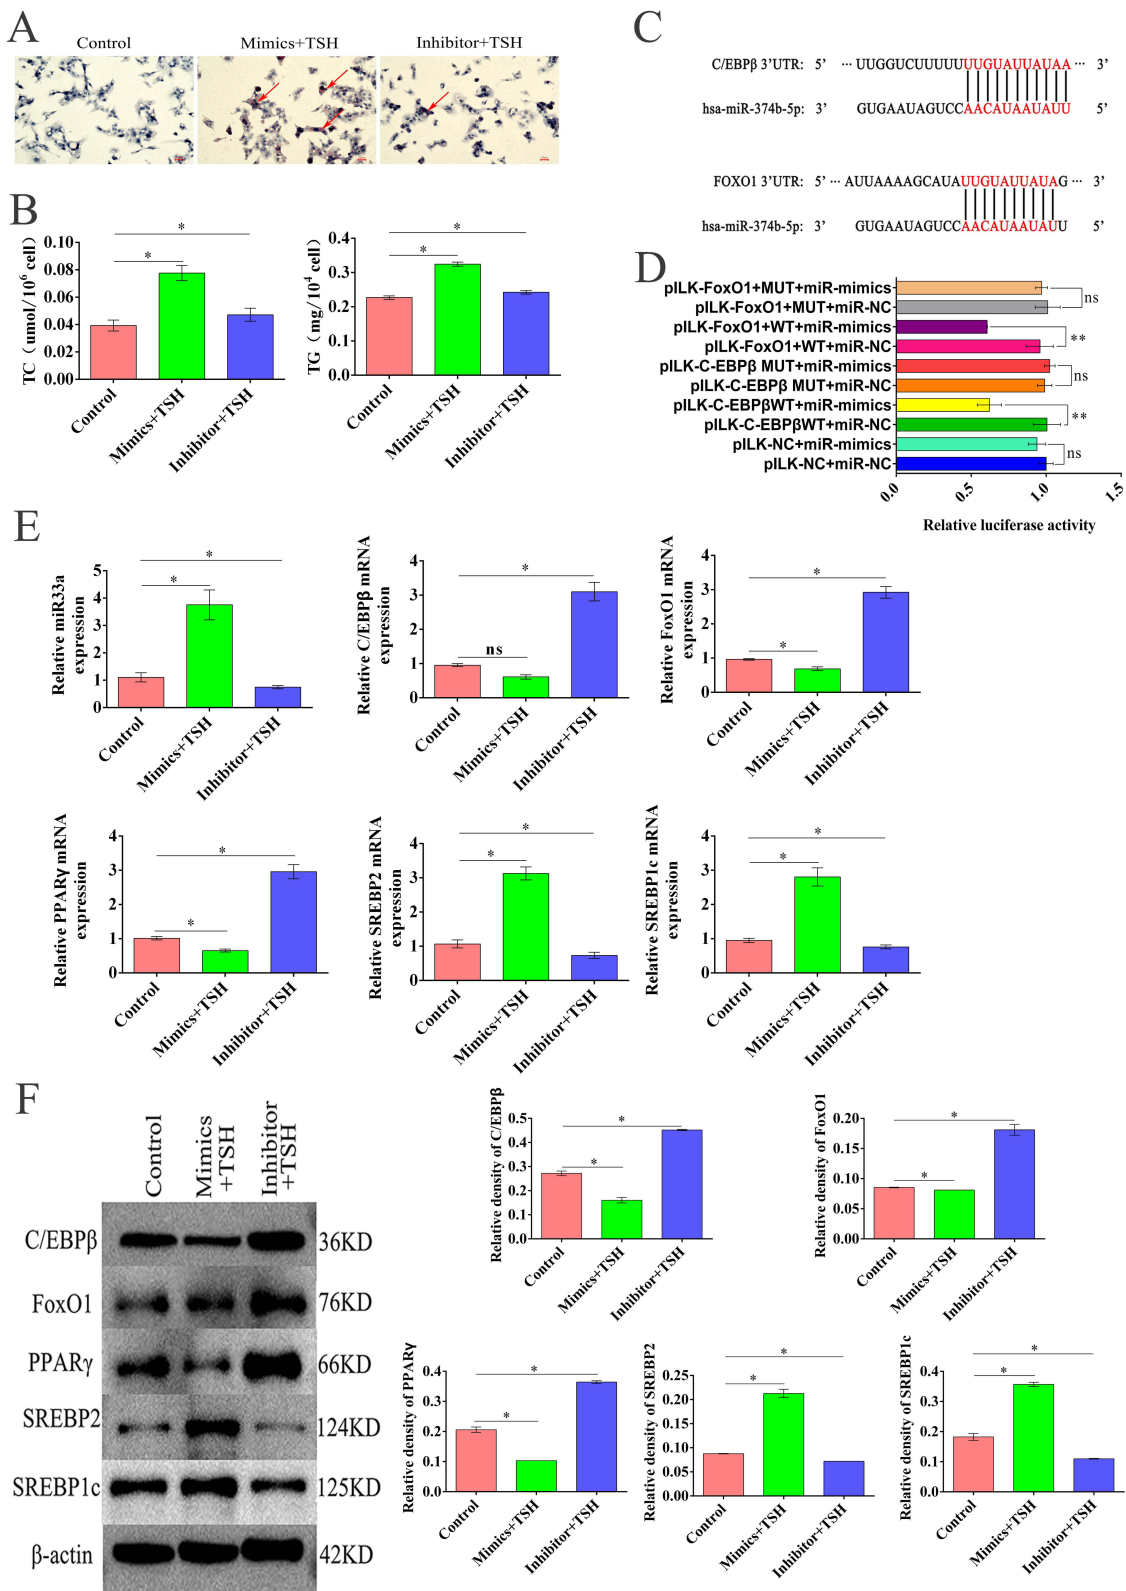 A
Control
Mimics+TSH
Inhibitor+TSH
B
TC（umol/10⁶ cell）
0.10
0.08
0.06
0.04
0.02
0.00
*
*
Control
Mimics+TSH
Inhibitor+TSH
TG（mg/10⁴ cell）
0.4
0.3
0.2
0.1
0.0
*
*
Control
Mimics+TSH
Inhibitor+TSH
C
C/EBPβ 3'UTR: 5' ··· UUGGUCUUUUUUUGUAUUAUAA ··· 3'
hsa-miR-374b-5p: 3' GUGAAUAGUCCAACAUAAUAUU 5'
FOXO1 3'UTR: 5' ··· AUUAAAAGCAUAUUGUAUUAUAG ··· 3'
hsa-miR-374b-5p: 3' GUGAAUAGUCCAACAUAAUAUU 5'
D
pILK-FoxO1+MUT+miR-mimics
pILK-FoxO1+MUT+miR-NC
ns
pILK-FoxO1+WT+miR-mimics
pILK-FoxO1+WT+miR-NC
**
pILK-C-EBPβ MUT+miR-mimics
pILK-C-EBPβ MUT+miR-NC
ns
pILK-C-EBPβWT+miR-mimics
pILK-C-EBPβWT+miR-NC
**
pILK-NC+miR-mimics
pILK-NC+miR-NC
ns
0.0 0.5 1.0 1.5
Relative luciferase activity
E
Relative miR33a
expression
5
4
3
2
1
0
*
*
Control
Mimics+TSH
Inhibitor+TSH
Relative C/EBPβ mRNA
expression
4
3
2
1
0
*
ns
Control
Mimics+TSH
Inhibitor+TSH
Relative FoxO1 mRNA
expression
4
3
2
1
0
*
*
Control
Mimics+TSH
Inhibitor+TSH
Relative PPARγ mRNA
expression
4
3
2
1
0
*
*
Control
Mimics+TSH
Inhibitor+TSH
Relative SREBP2 mRNA
expression
4
3
2
1
0
*
*
Control
Mimics+TSH
Inhibitor+TSH
Relative SREBP1c mRNA
expression
4
3
2
1
0
*
*
Control
Mimics+TSH
Inhibitor+TSH
F
Control
Mimics
+TSH
Inhibitor
+TSH
C/EBPβ 36KD
FoxO1 76KD
PPARγ 66KD
SREBP2 124KD
SREBP1c 125KD
β-actin 42KD
Relative density of C/EBPβ
0.5
0.4
0.3
0.2
0.1
0.0
*
*
Control
Mimics+TSH
Inhibitor+TSH
Relative density of FoxO1
0.20
0.15
0.10
0.05
0.00
*
*
Control
Mimics+TSH
Inhibitor+TSH
Relative density of PPARγ
0.4
0.3
0.2
0.1
0.0
*
*
Control
Mimics+TSH
Inhibitor+TSH
Relative density of SREBP2
0.25
0.20
0.15
0.10
0.05
0.00
*
*
Control
Mimics+TSH
Inhibitor+TSH
Relative density of SREBP1c
0.4
0.3
0.2
0.1
0.0
*
*
Control
Mimics+TSH
Inhibitor+TSH